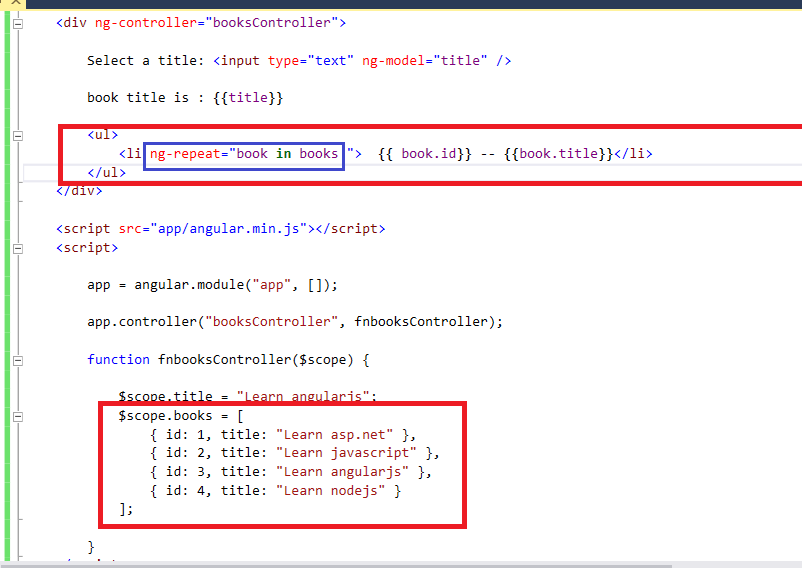 <div ng-controller="booksController">
Select a title: <input type="text" ng-model="title" />
book title is : {{title}}
<ul>
<li ng-repeat="book in books ">  {{ book.id}} -- {{book.title}}</li>
</ul>
</div>
<script src="app/angular.min.js"></script>
<script>
app = angular.module("app", []);
app.controller("booksController", fnbooksController);
function fnbooksController($scope) {
$scope.title = "Learn angularjs";
$scope.books = [
{ id: 1, title: "Learn asp.net" },
{ id: 2, title: "Learn javascript" },
{ id: 3, title: "Learn angularjs" },
{ id: 4, title: "Learn nodejs" }
];
}